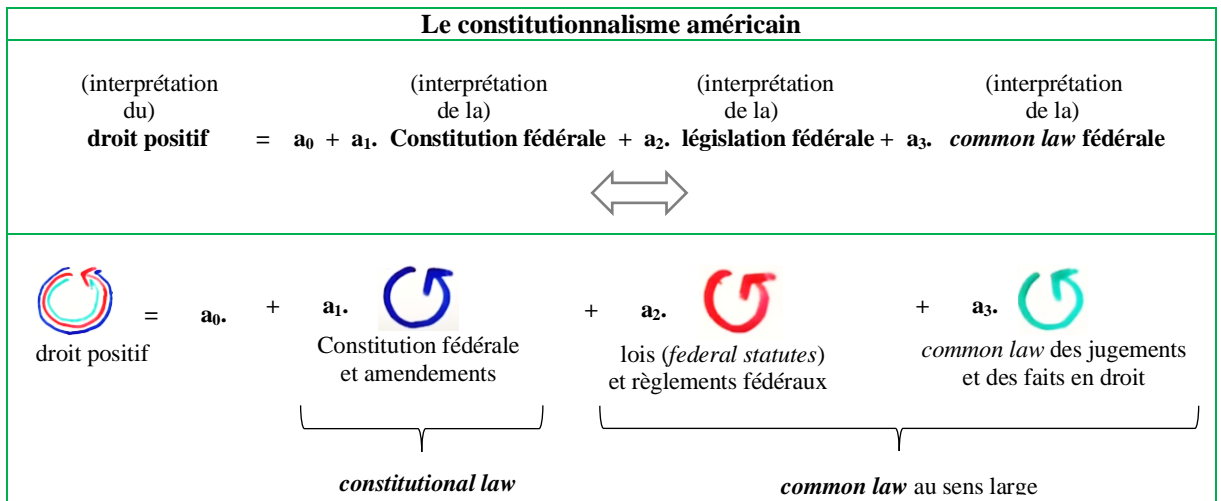 Le constitutionnalisme américain
(interprétation (interprétation (interprétation (interprétation
du) de la) de la) de la)
droit positif = a₀ + a₁. Constitution fédérale + a₂. législation fédérale + a₃. common law fédérale
= a₀. + a₁. + a₂. + a₃.
droit positif Constitution fédérale lois (federal statutes) common law des jugements
et amendements et règlements fédéraux et des faits en droit
constitutional law common law au sens large